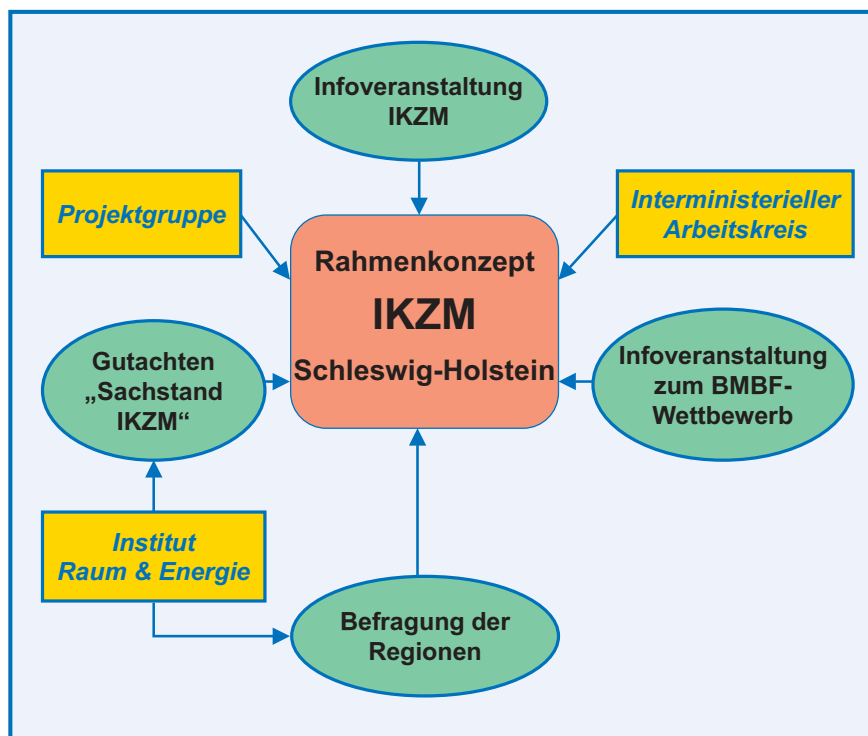 Infoveranstaltung
IKZM
Projektgruppe
Interministerieller
Arbeitskreis
Rahmenkonzept
IKZM
Schleswig-Holstein
Gutachten
„Sachstand
IKZM“
Infoveranstaltung
zum BMBF-
Wettbewerb
Institut
Raum & Energie
Befragung der
Regionen